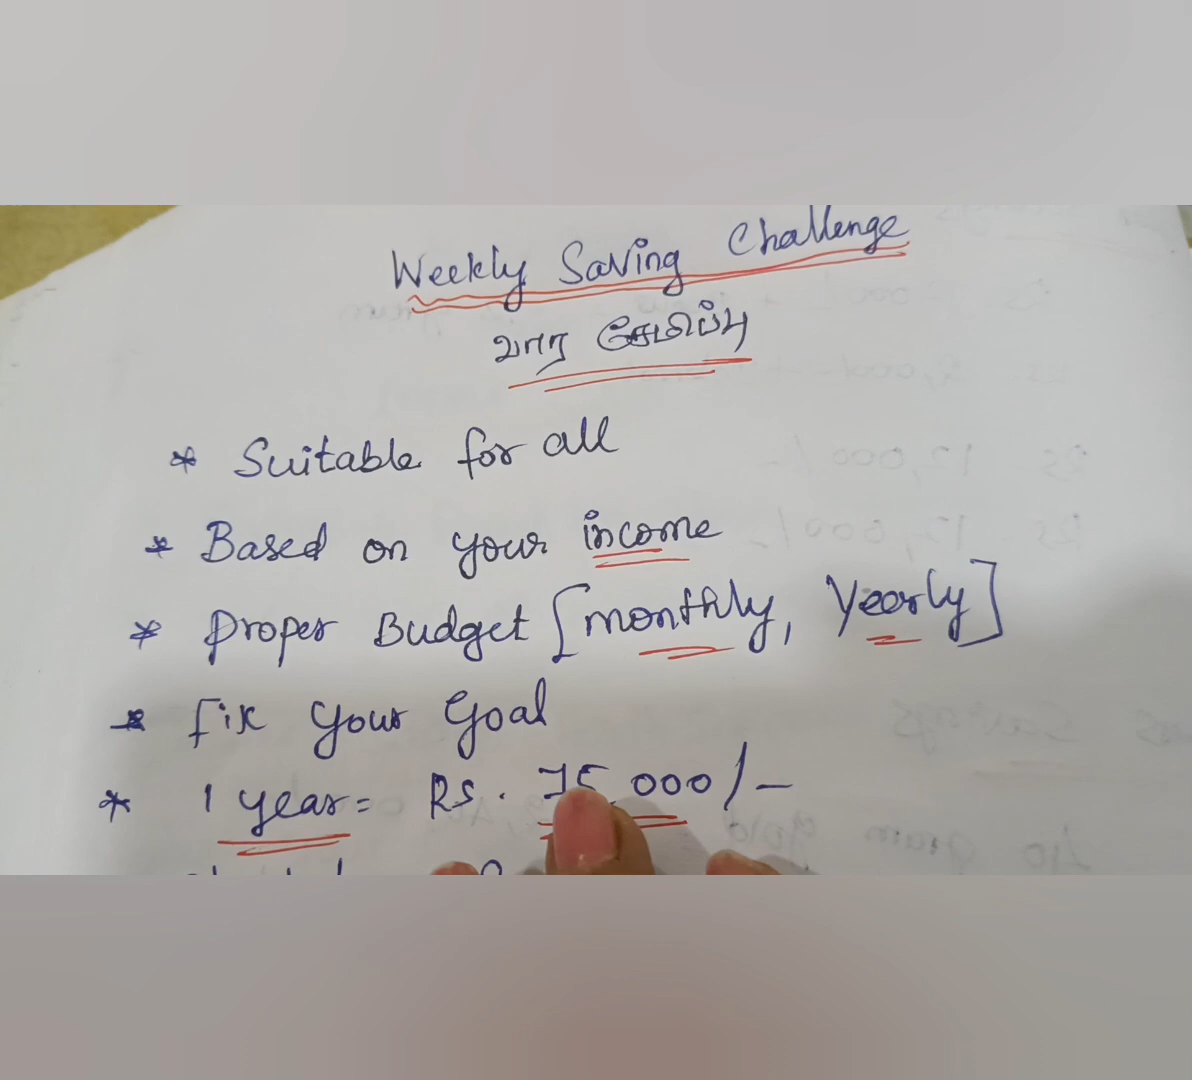 Weekly Saving Challenge
வார சேமிப்பு
* Suitable for all
* Based on your income
* Proper Budget [monthly, Yearly]
* Fix your Goal
* 1 year = Rs. 75,000/-